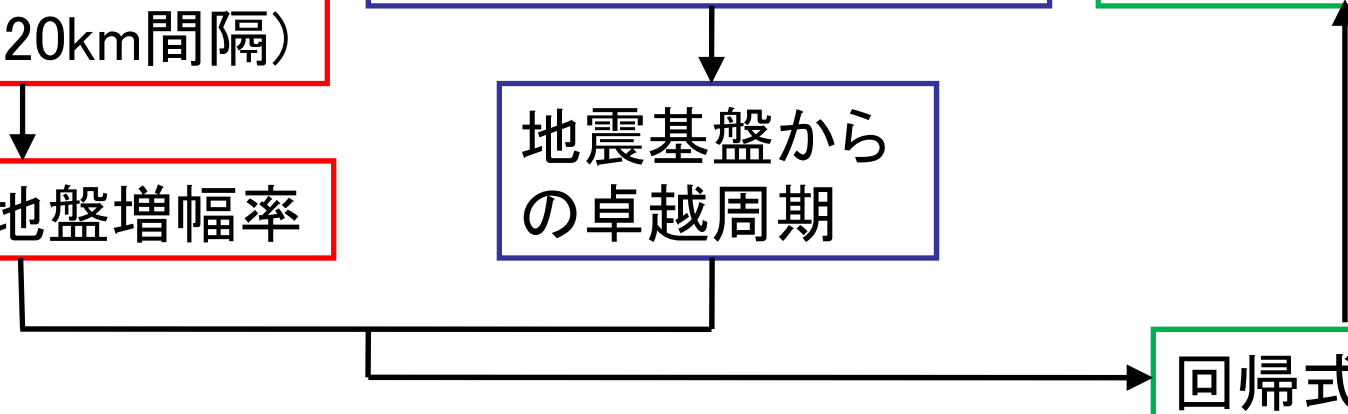 20km間隔)
地盤増幅率
地震基盤から
の卓越周期
回帰式